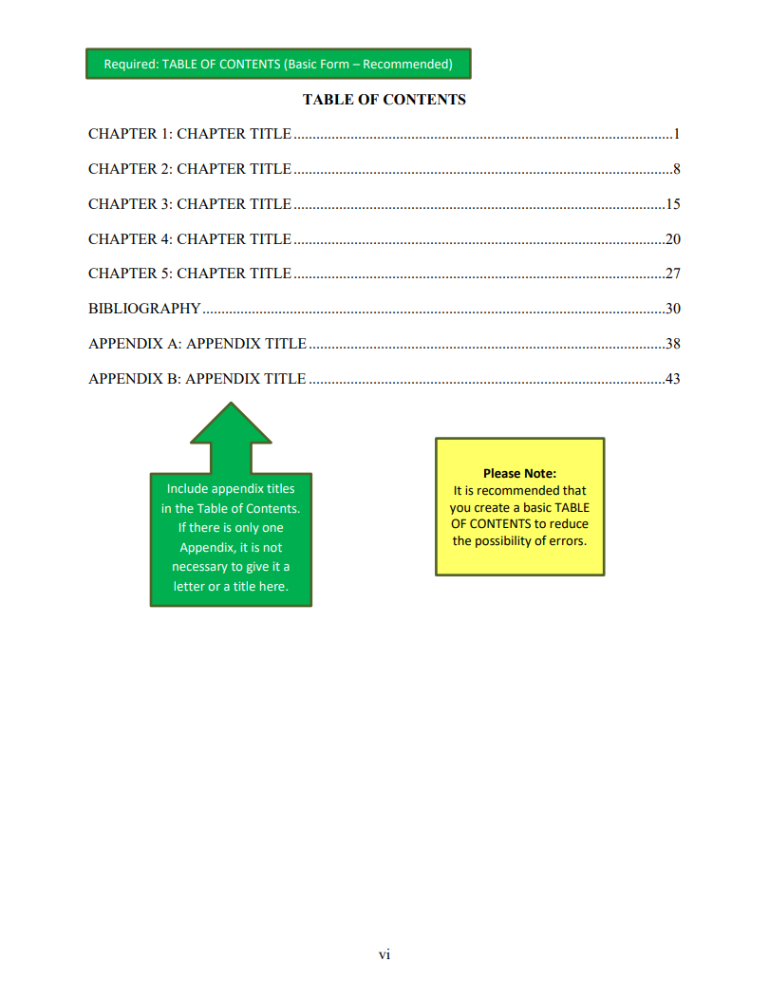 Required: TABLE OF CONTENTS (Basic Form – Recommended)
TABLE OF CONTENTS
CHAPTER 1: CHAPTER TITLE....................................................................................................1
CHAPTER 2: CHAPTER TITLE....................................................................................................8
CHAPTER 3: CHAPTER TITLE..................................................................................................15
CHAPTER 4: CHAPTER TITLE..................................................................................................20
CHAPTER 5: CHAPTER TITLE..................................................................................................27
BIBLIOGRAPHY..........................................................................................................................30
APPENDIX A: APPENDIX TITLE..............................................................................................38
APPENDIX B: APPENDIX TITLE..............................................................................................43
Include appendix titles
in the Table of Contents.
If there is only one
Appendix, it is not
necessary to give it a
letter or a title here.
Please Note:
It is recommended that
you create a basic TABLE
OF CONTENTS to reduce
the possibility of errors.
vi